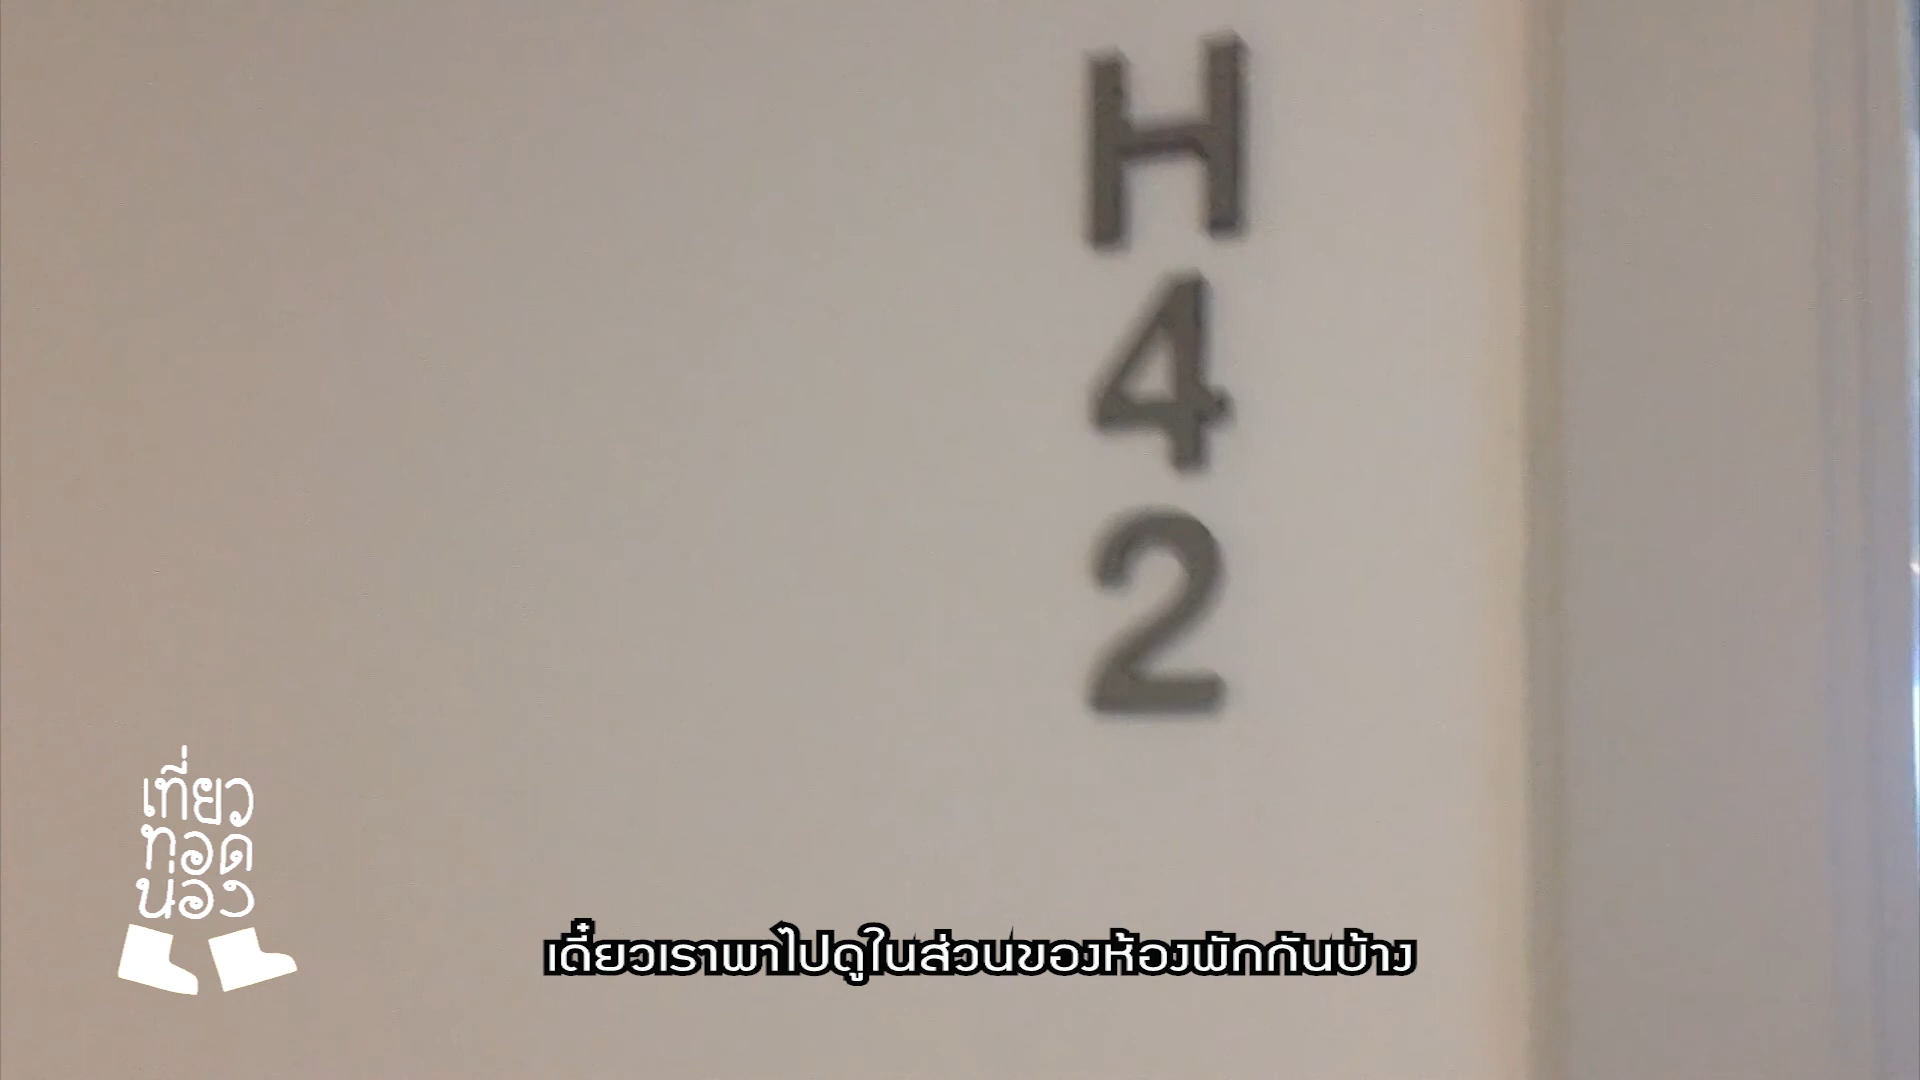 H
4
2
เที่ยว
ทอด
น่อง
เดี๋ยวเราพาไปดูในส่วนของห้องพักกันบ้าง